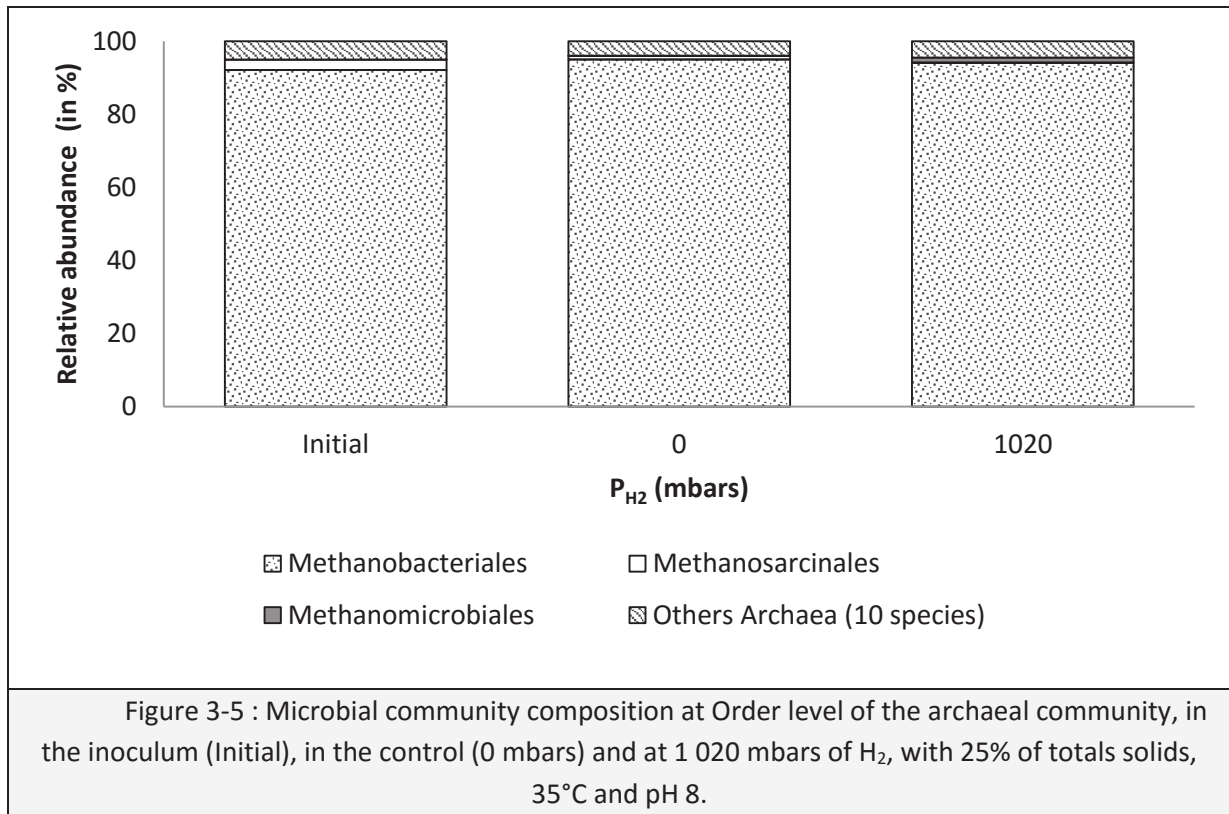 100
80
60
40
20
0
Relative abundance (in %)
Initial
0
1020
P_H2 (mbars)
Methanobacteriales
Methanosarcinales
Methanomicrobiales
Others Archaea (10 species)
Figure 3-5 : Microbial community composition at Order level of the archaeal community, in
the inoculum (Initial), in the control (0 mbars) and at 1 020 mbars of H₂, with 25% of totals solids,
35°C and pH 8.